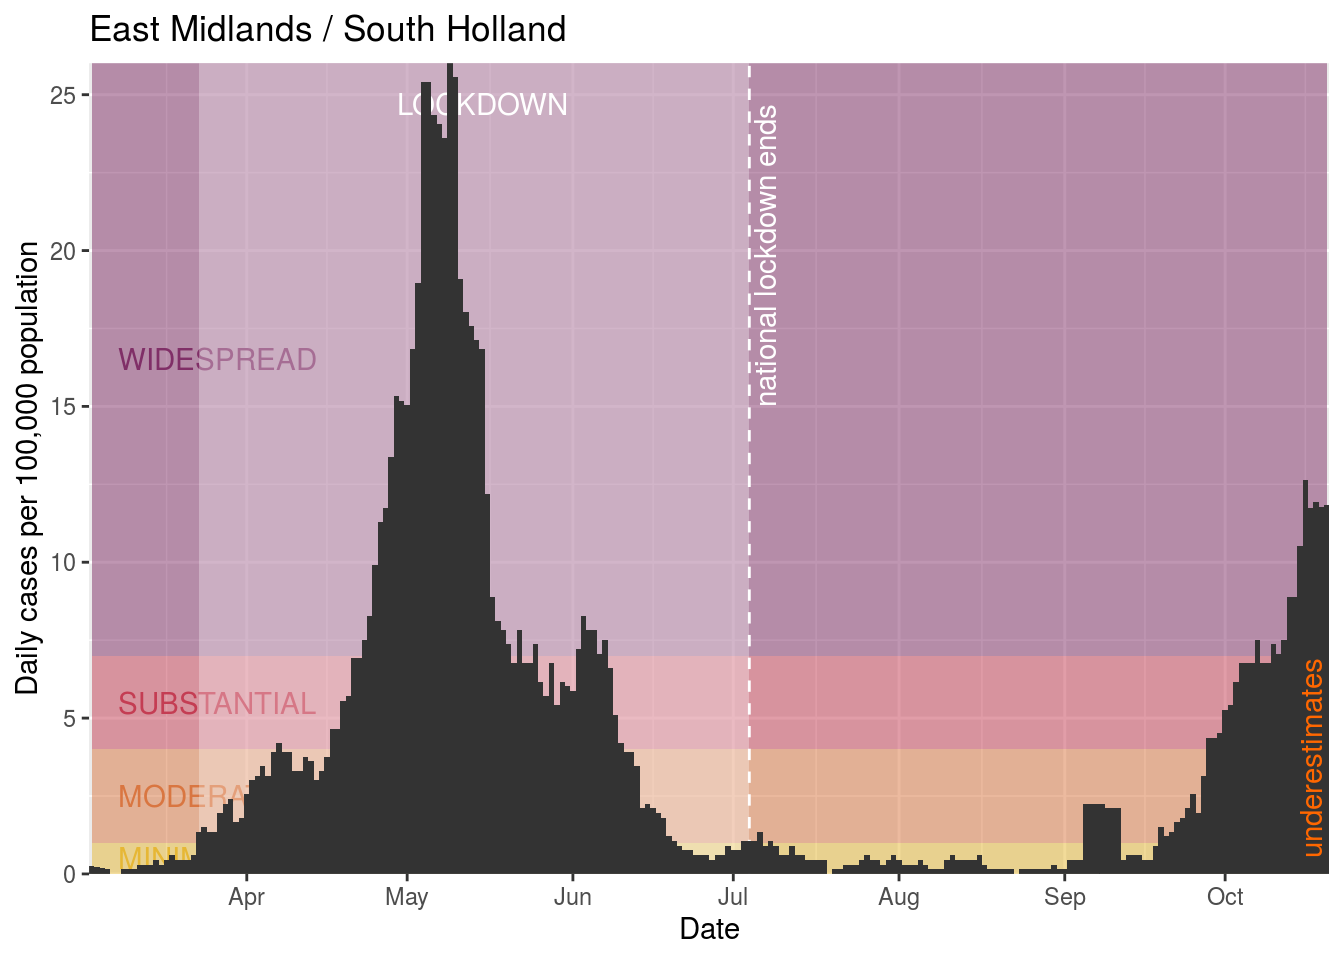 East Midlands / South Holland
Daily cases per 100,000 population
25
20
15
10
5
0
LOCKDOWN
national lockdown ends
WIDESPREAD
SUBSTANTIAL
underestimates
Apr
May
Jun
Jul
Aug
Sep
Oct
Date